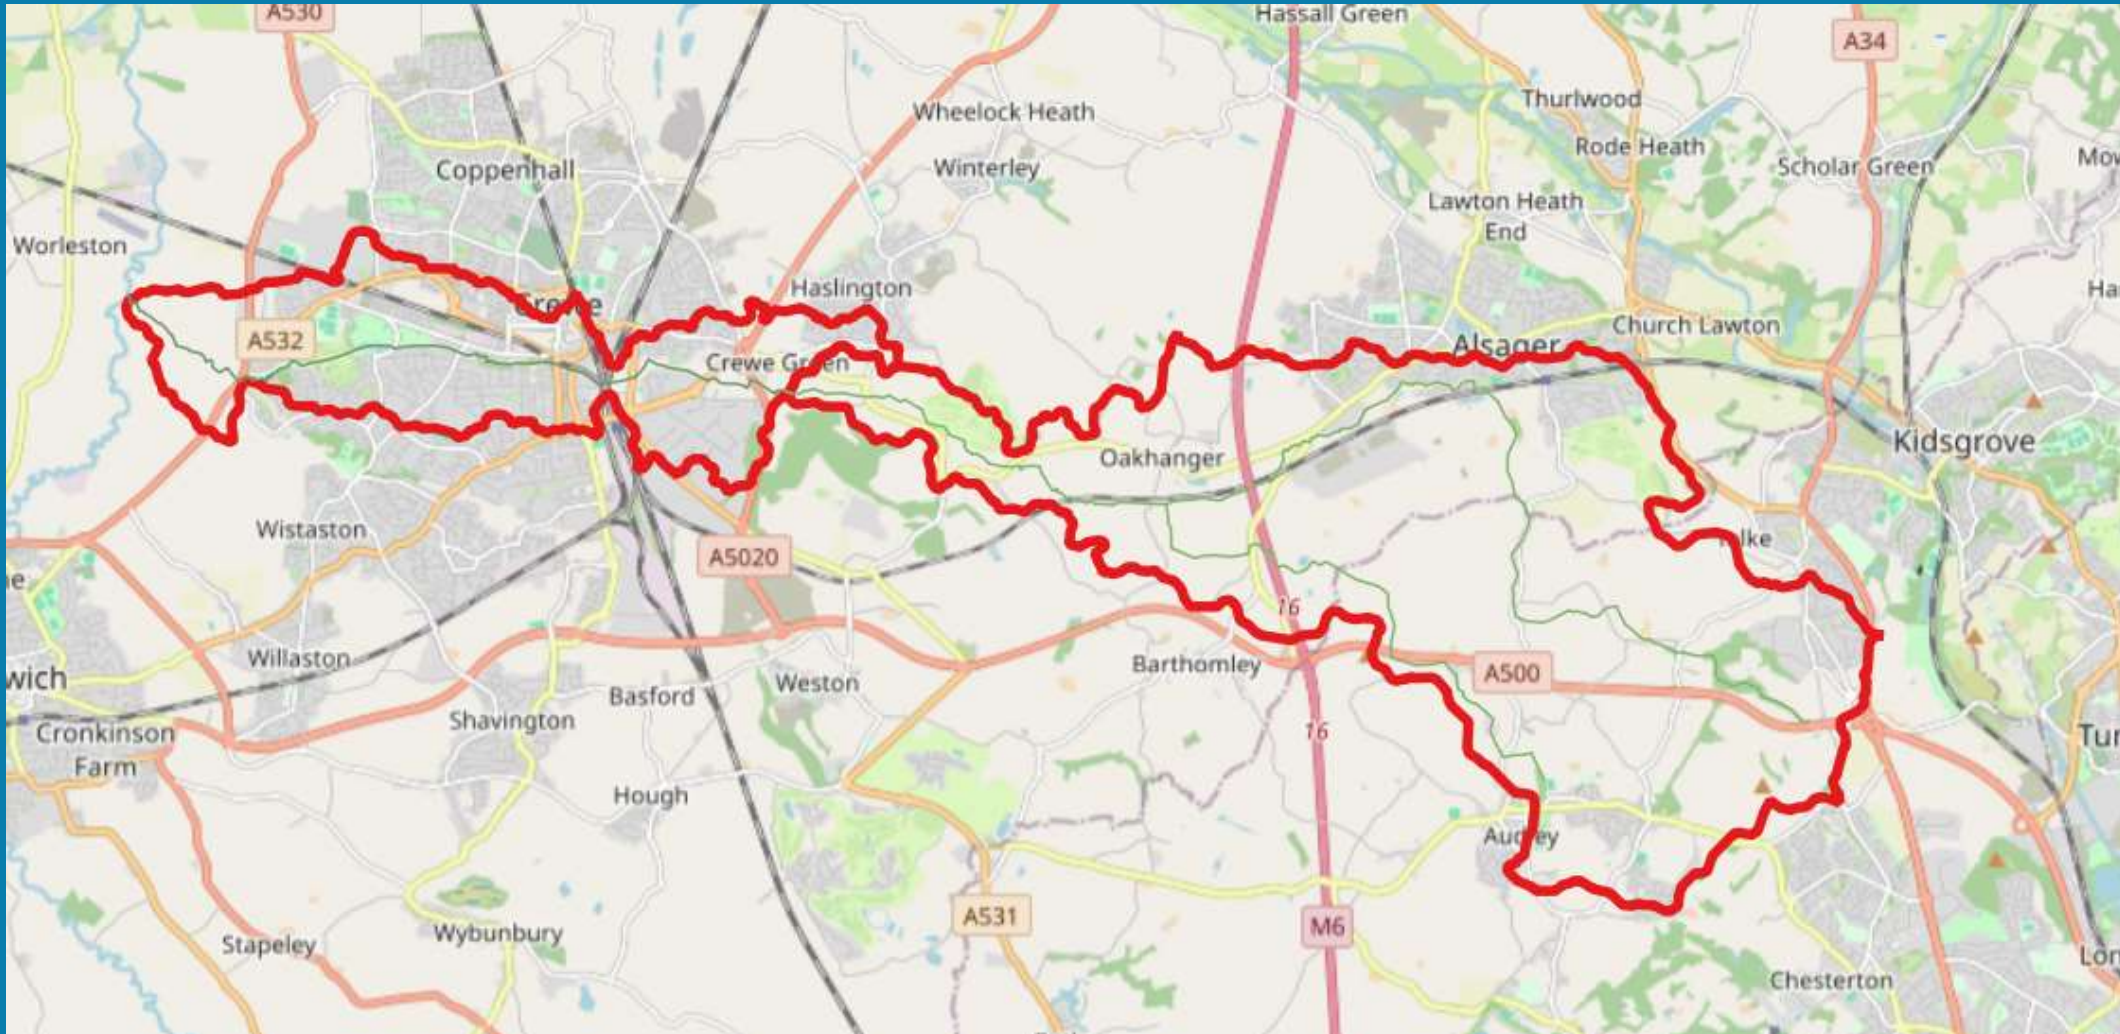 A530
Hassall Green
A34
Thurlwood
Wheelock Heath
Rode Heath
Coppenhall
Winterley
Scholar Green
Lawton Heath
End
Worleston
Haslington
A532
Crewe Green
Church Lawton
Alsager
Kidsgrove
Oakhanger
Wistaston
A5020
16
Willaston
Barthomley
A500
wich
Weston
Basford
Shavington
16
Cronkinson
Farm
Hough
A531
M6
Wybunbury
Stapeley
Chesterton